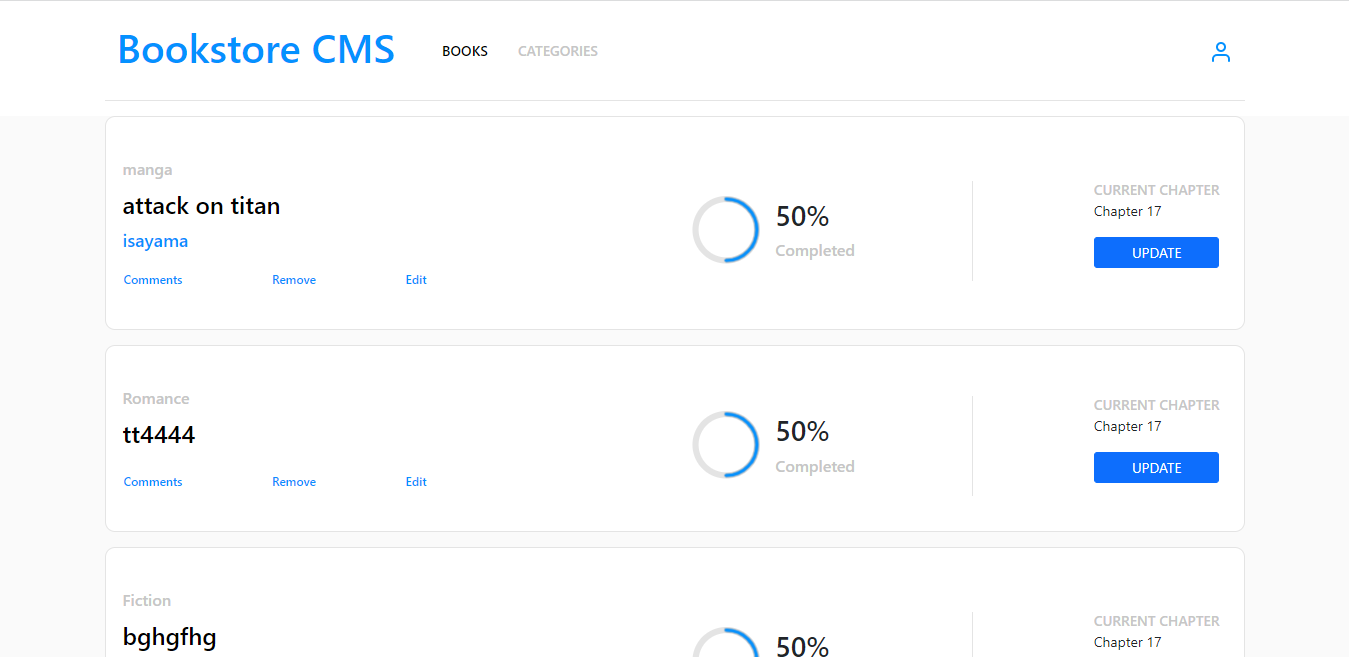 Bookstore CMS
BOOKS
CATEGORIES
manga
attack on titan
isayama
Comments
Remove
Edit
50%
Completed
CURRENT CHAPTER
Chapter 17
UPDATE
Romance
tt4444
Comments
Remove
Edit
50%
Completed
CURRENT CHAPTER
Chapter 17
UPDATE
Fiction
bghgfhg
50%
CURRENT CHAPTER
Chapter 17